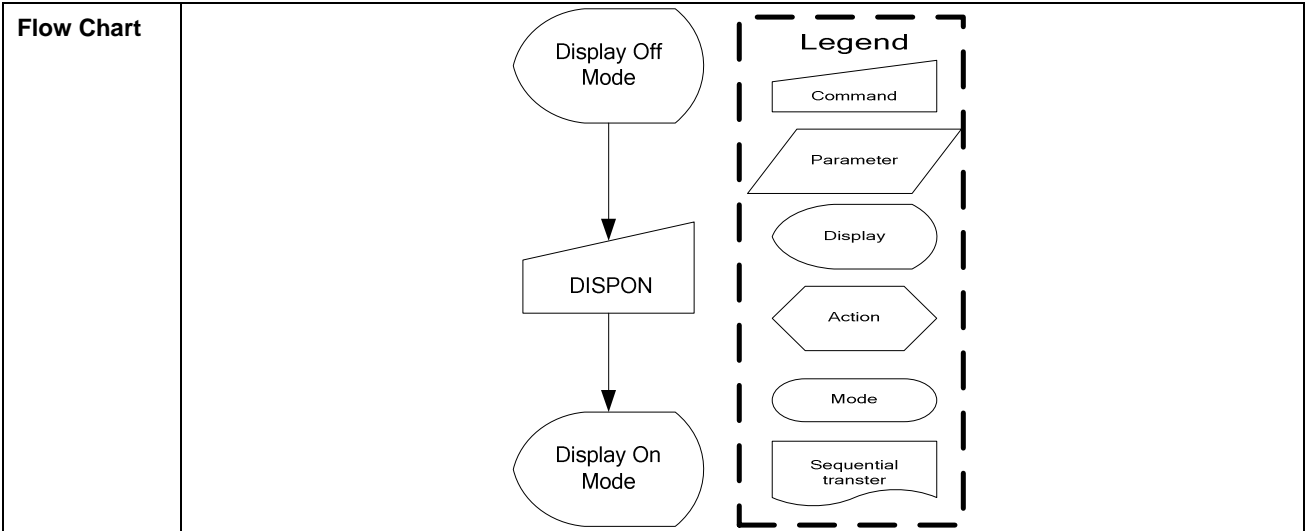 Flow Chart
Display Off
Mode
DISPON
Display On
Mode
Legend
Command
Parameter
Display
Action
Mode
Sequential
transter